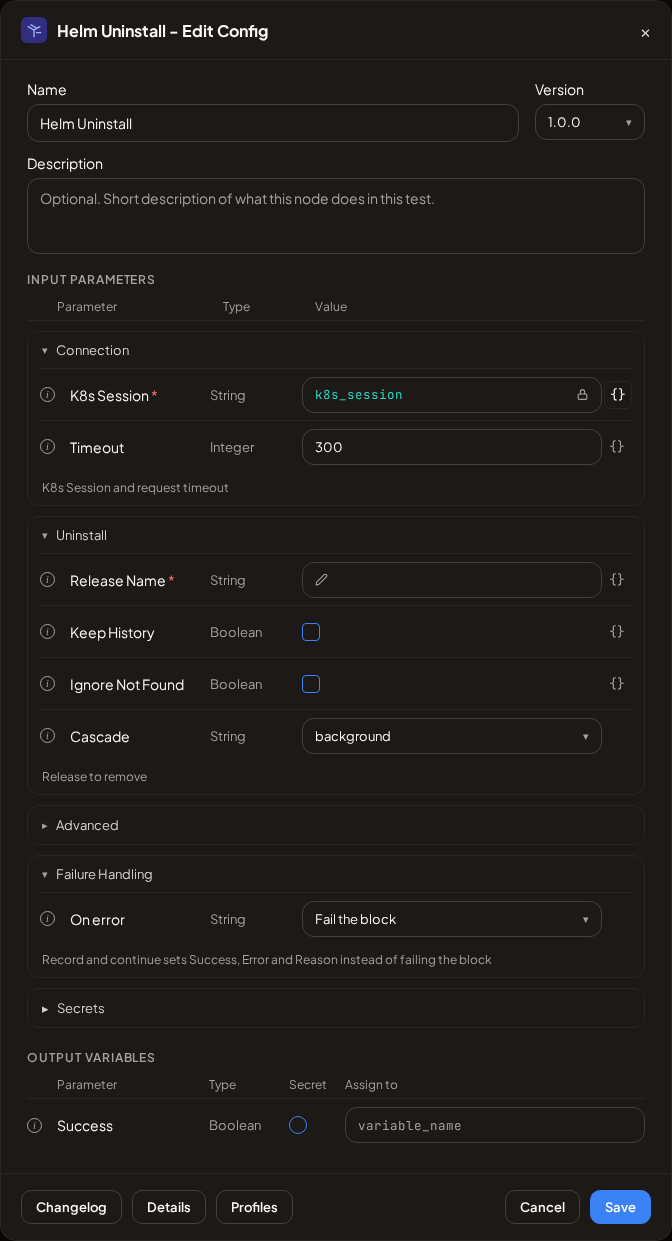 Helm Uninstall - Edit Config
×
Name
Version
Helm Uninstall
1.0.0
Description
Optional. Short description of what this node does in this test.
INPUT PARAMETERS
Parameter Type Value
Connection
K8s Session * String k8s_session {}
Timeout Integer 300 {}
K8s Session and request timeout
Uninstall
Release Name * String {}
Keep History Boolean {}
Ignore Not Found Boolean {}
Cascade String background
Release to remove
Advanced
Failure Handling
On error String Fail the block
Record and continue sets Success, Error and Reason instead of failing the block
Secrets
OUTPUT VARIABLES
Parameter Type Secret Assign to
Success Boolean variable_name
Changelog Details Profiles Cancel Save